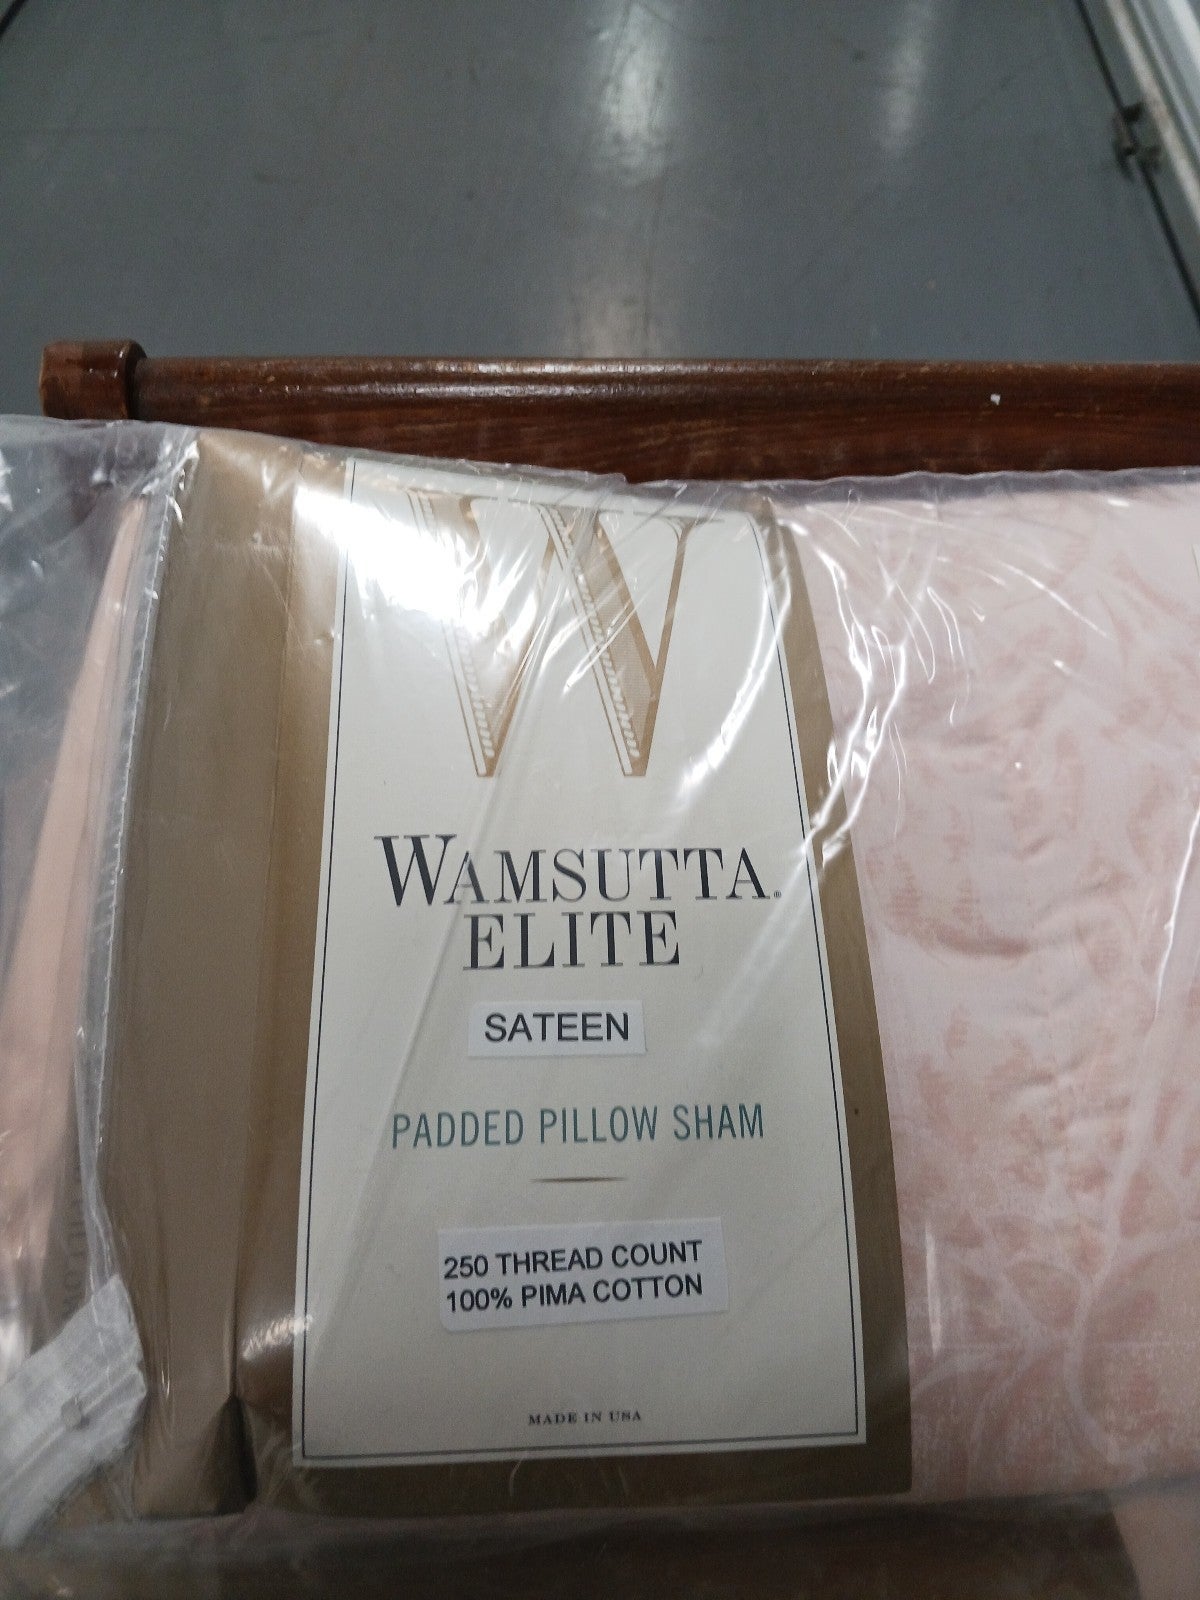 W
WAMSUTTA®
ELITE
SATEEN
PADDED PILLOW SHAM
250 THREAD COUNT
100% PIMA COTTON
MADE IN USA